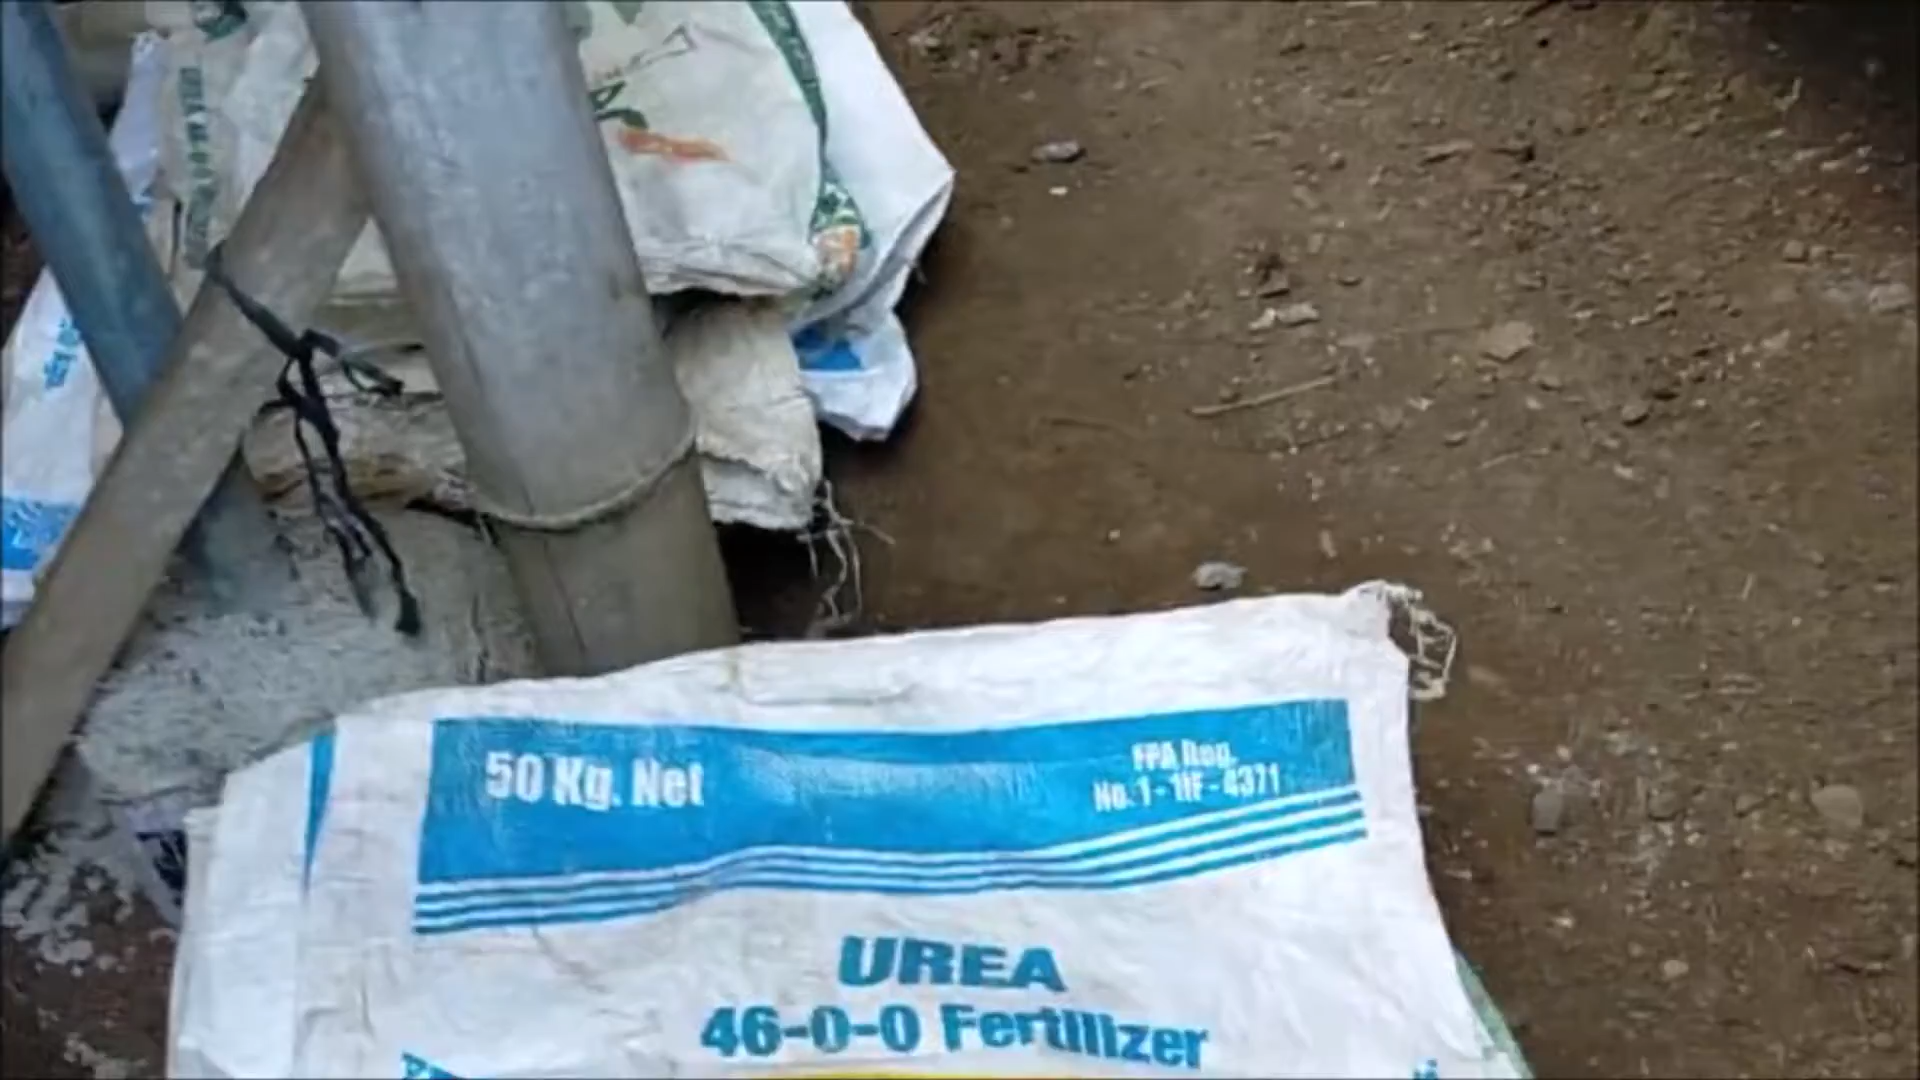 50 Kg. Net
FPA Reg.
No. 1 - 1IF - 4371
UREA
46-0-0 Fertilizer